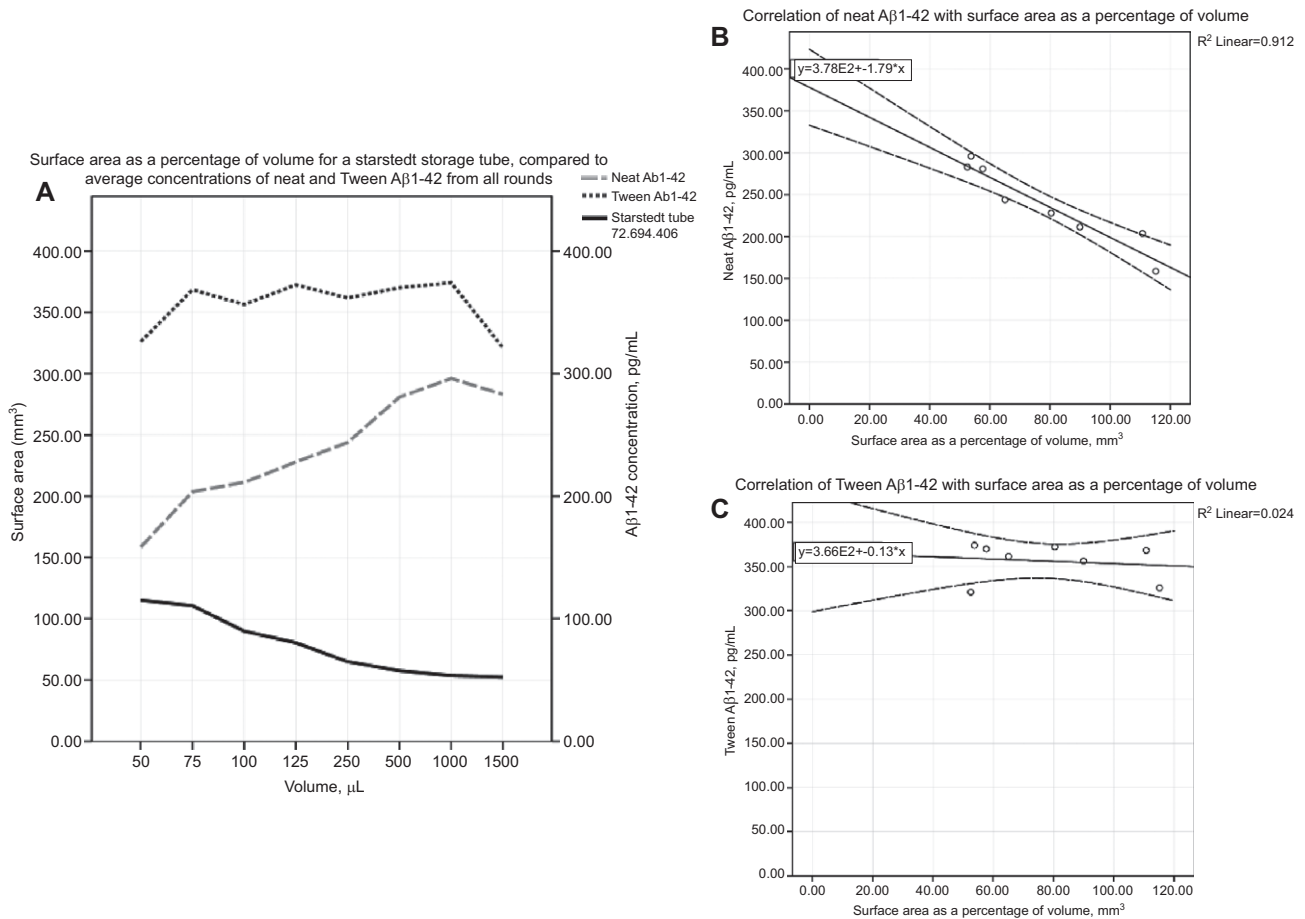 Surface area as a percentage of volume for a starstedt storage tube, compared to
average concentrations of neat and Tween Aβ1-42 from all rounds
A
Neat Ab1-42
Tween Ab1-42
Starstedt tube
72.694.406
400.00
350.00
300.00
250.00
200.00
150.00
100.00
50.00
0.00
Surface area (mm³)
400.00
300.00
200.00
100.00
0.00
Aβ1-42 concentration, pg/mL
50 75 100 125 250 500 1000 1500
Volume, μL
Correlation of neat Aβ1-42 with surface area as a percentage of volume
B
R² Linear=0.912
y=3.78E2+-1.79*x
400.00
350.00
300.00
250.00
200.00
150.00
100.00
50.00
0.00
Neat Aβ1-42, pg/mL
0.00 20.00 40.00 60.00 80.00 100.00 120.00
Surface area as a percentage of volume, mm³
Correlation of Tween Aβ1-42 with surface area as a percentage of volume
C
R² Linear=0.024
y=3.66E2+-0.13*x
400.00
350.00
300.00
250.00
150.00
300.00
100.00
50.00
0.00
Tween Aβ1-42, pg/mL
0.00 20.00 40.00 60.00 80.00 100.00 120.00
Surface area as a percentage of volume, mm³